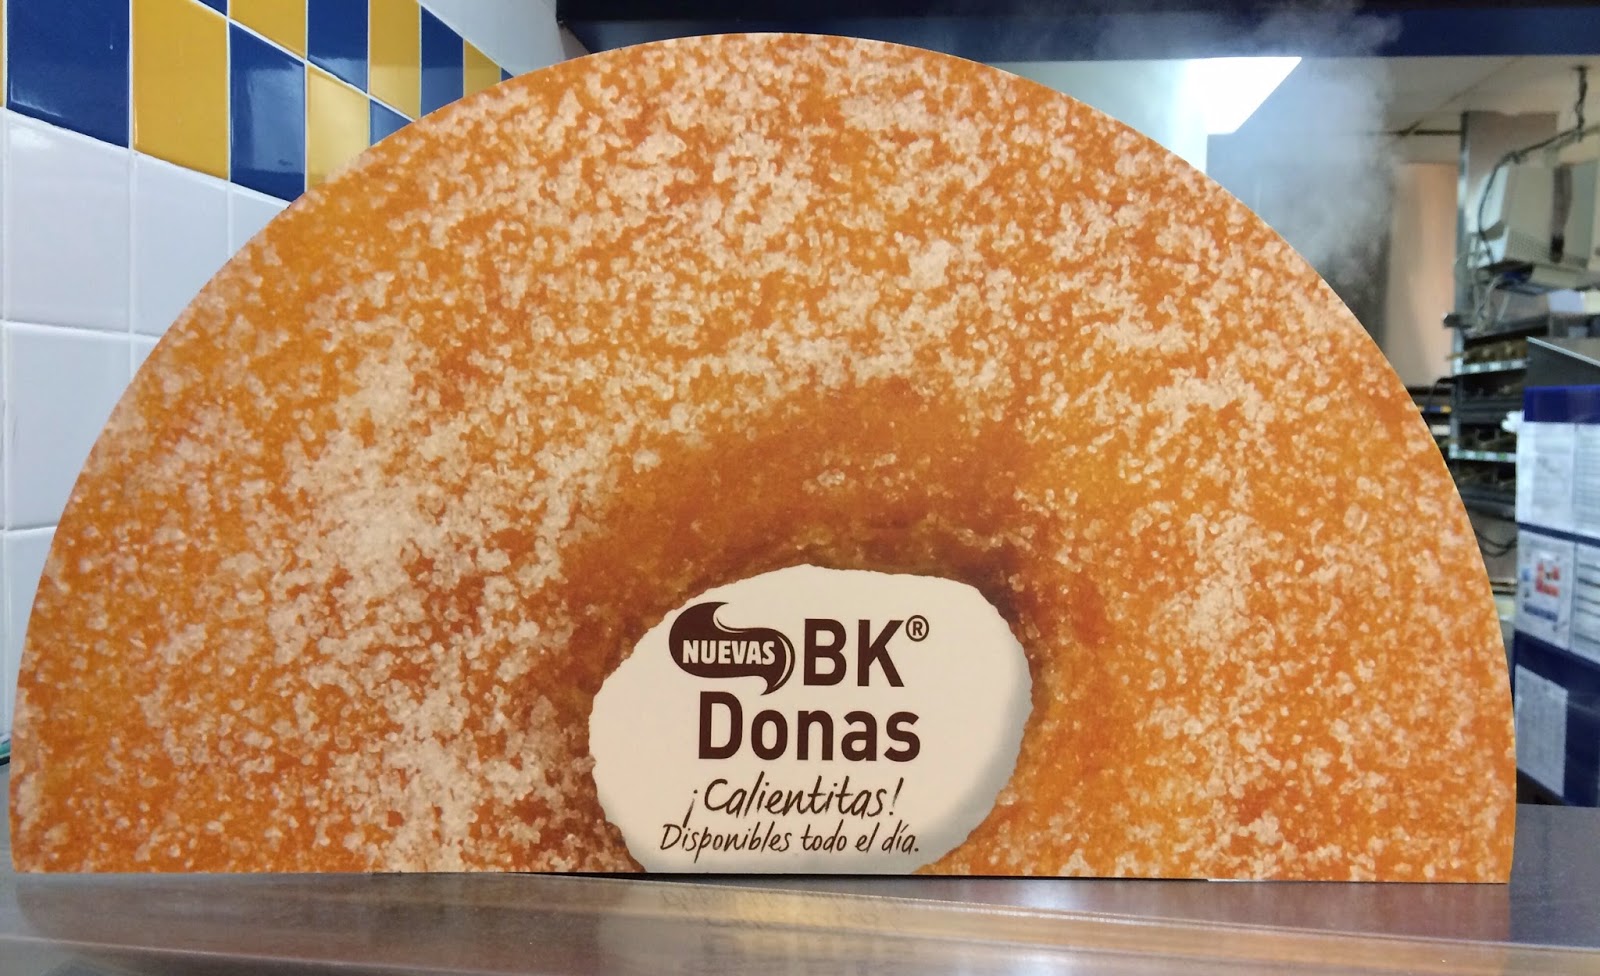 NUEVAS BK®
Donas
¡Calientitas!
Disponibles todo el día.